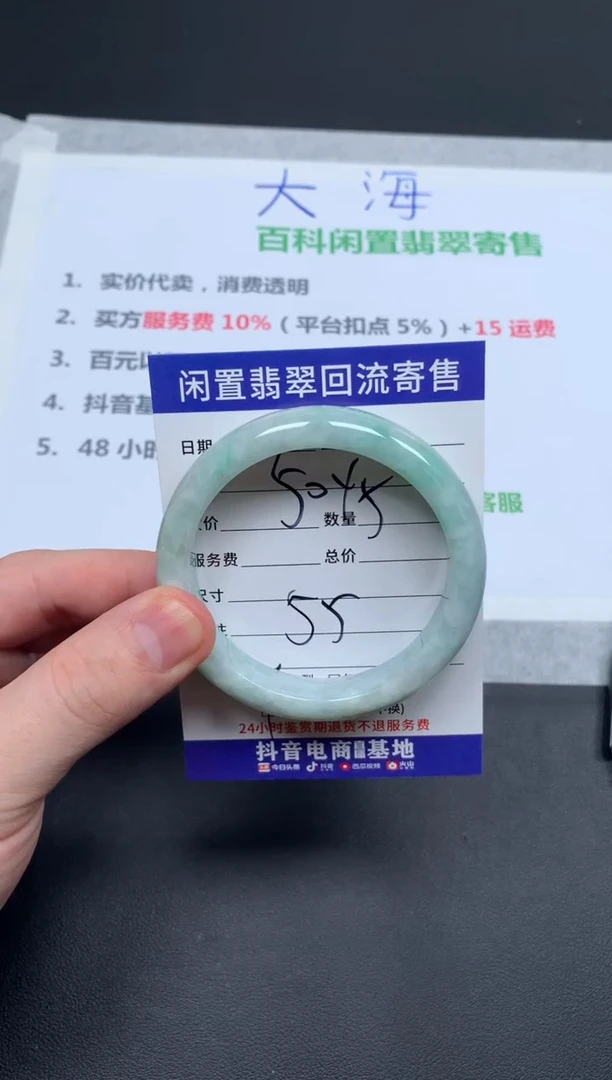 大海
百科闲置翡翠寄售
1. 实价代卖，消费透明
2. 买方服务费 10%（平台扣点 5%）+15 运费
3. 百元以
4. 抖音基
5. 48 小时
客服
闲置翡翠回流寄售
日期
价 数量
服务费 总价
尺寸 55
换)
24小时鉴赏期退货不退服务费
抖音电商基地
今日头条 抖音 西瓜视频 火山